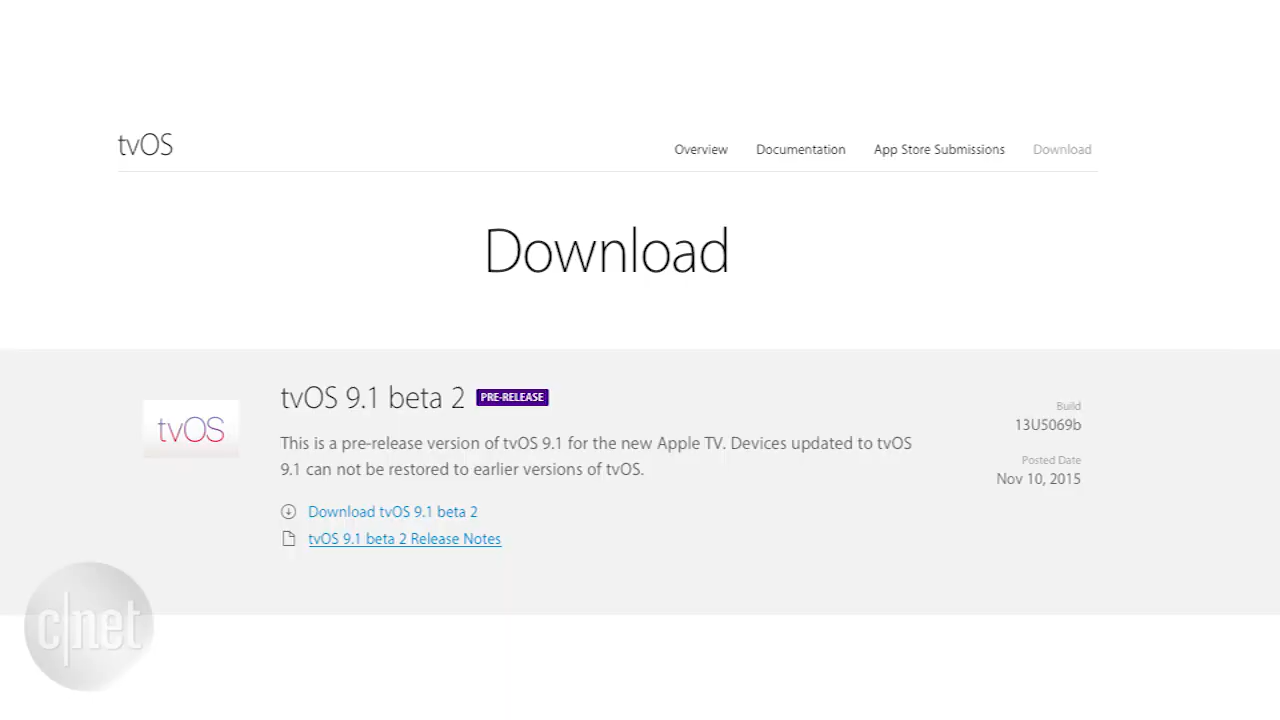 tvOS
Overview Documentation App Store Submissions Download
Download
tvOS 9.1 beta 2 PRE-RELEASE
tvOS
This is a pre-release version of tvOS 9.1 for the new Apple TV. Devices updated to tvOS
9.1 can not be restored to earlier versions of tvOS.
Download tvOS 9.1 beta 2
tvOS 9.1 beta 2 Release Notes
Build
13U5069b
Posted Date
Nov 10, 2015
c|net